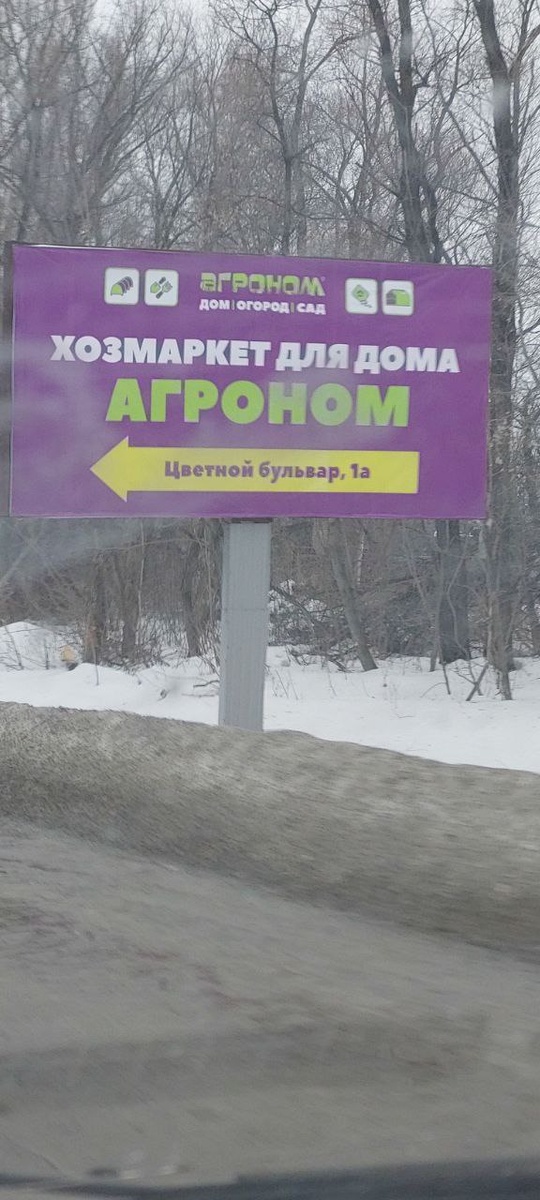 агроном
ДОМ | ОГОРОД | САД
ХОЗМАРКЕТ ДЛЯ ДОМА
АГРОНОМ
Цветной бульвар, 1а